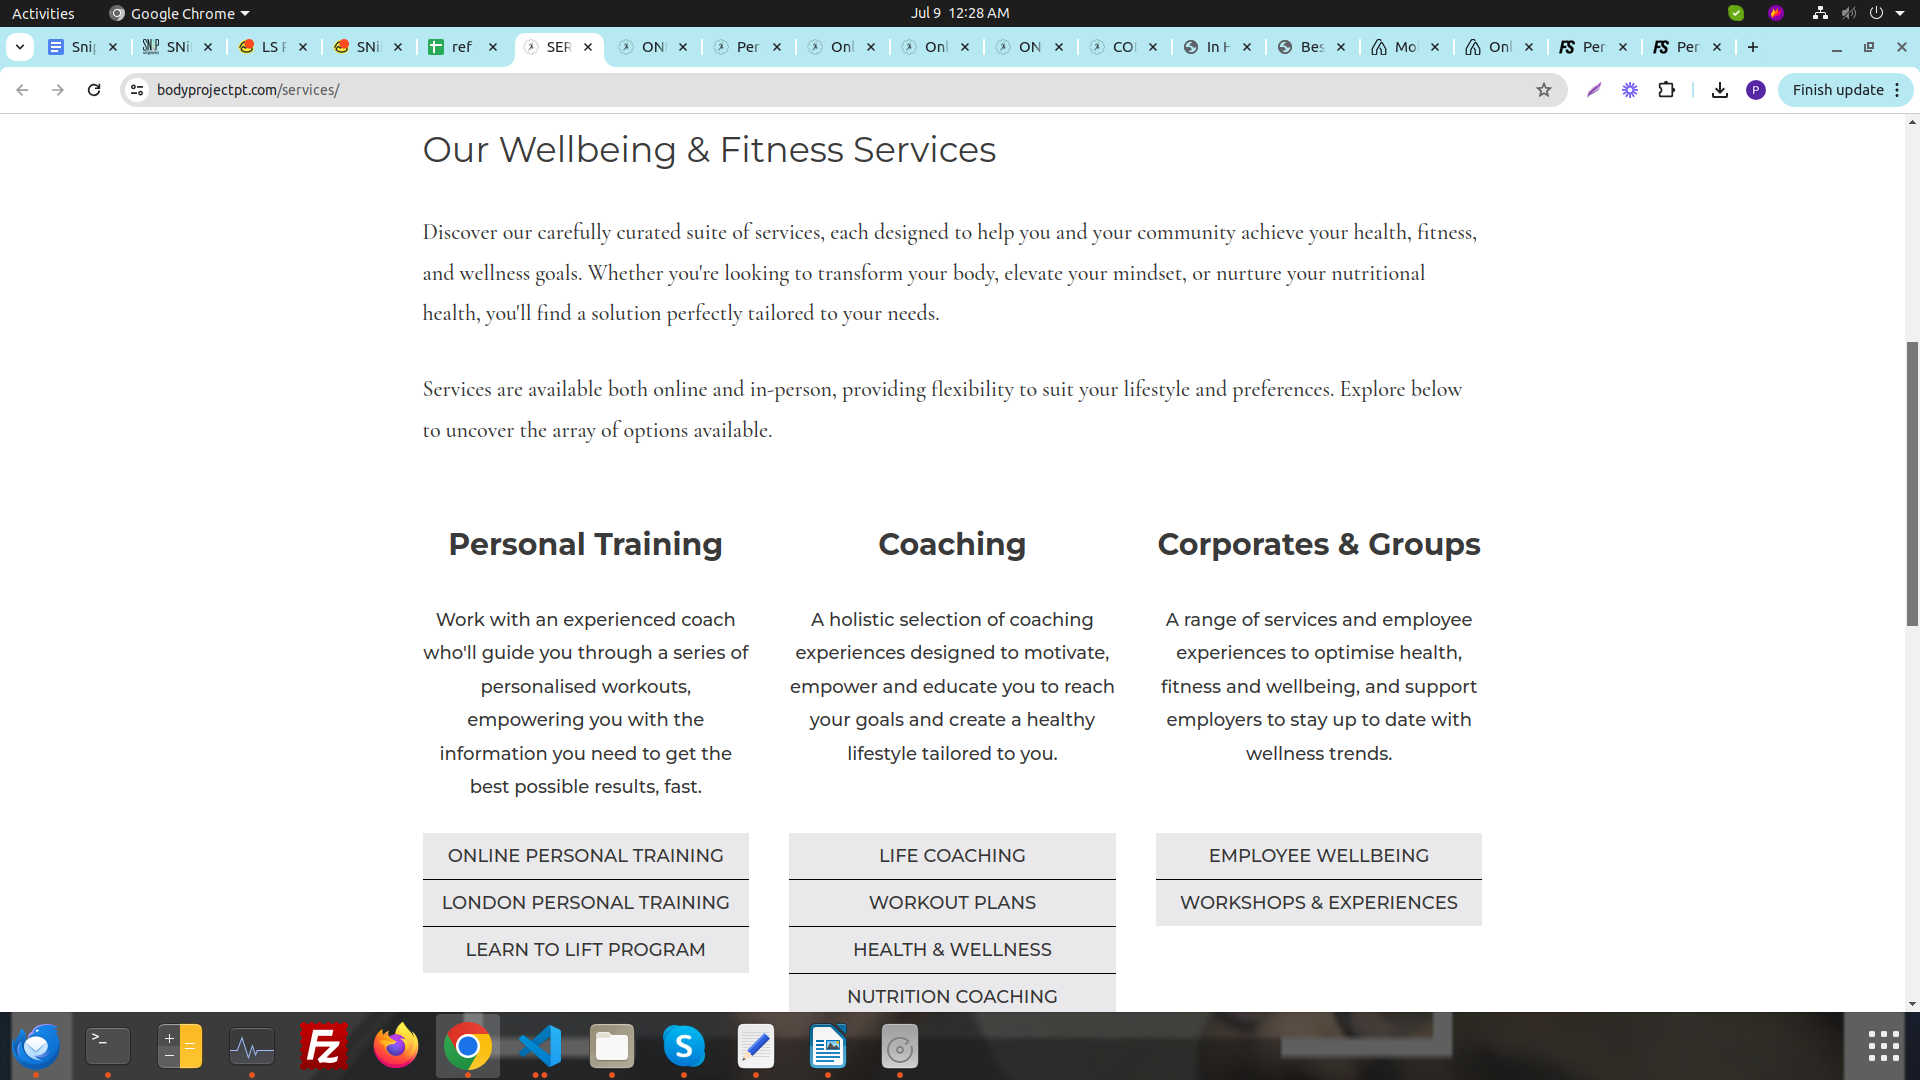 Activities
Google Chrome
Jul 9 12:28 AM
Snip
SNi
LS F
SNi
ref
SER
ON
Per
Onl
Onl
ON
CO
In H
Bes
Mo
Onl
Per
Per
bodyprojectpt.com/services/
P
Finish update
Our Wellbeing & Fitness Services
Discover our carefully curated suite of services, each designed to help you and your community achieve your health, fitness,
and wellness goals. Whether you're looking to transform your body, elevate your mindset, or nurture your nutritional
health, you'll find a solution perfectly tailored to your needs.
Services are available both online and in-person, providing flexibility to suit your lifestyle and preferences. Explore below
to uncover the array of options available.
Personal Training
Work with an experienced coach
who'll guide you through a series of
personalised workouts,
empowering you with the
information you need to get the
best possible results, fast.
ONLINE PERSONAL TRAINING
LONDON PERSONAL TRAINING
LEARN TO LIFT PROGRAM
Coaching
A holistic selection of coaching
experiences designed to motivate,
empower and educate you to reach
your goals and create a healthy
lifestyle tailored to you.
LIFE COACHING
WORKOUT PLANS
HEALTH & WELLNESS
NUTRITION COACHING
Corporates & Groups
A range of services and employee
experiences to optimise health,
fitness and wellbeing, and support
employers to stay up to date with
wellness trends.
EMPLOYEE WELLBEING
WORKSHOPS & EXPERIENCES